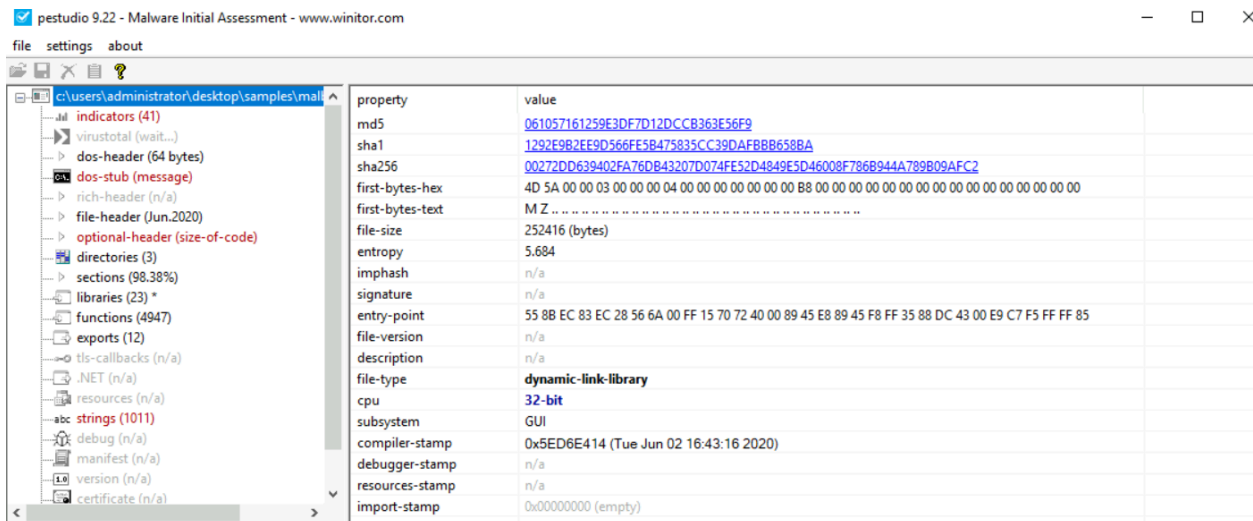 pestudio 9.22 - Malware Initial Assessment - www.winitor.com
file settings about
c:\users\administrator\desktop\samples\mall
indicators (41)
virustotal (wait...)
dos-header (64 bytes)
dos-stub (message)
rich-header (n/a)
file-header (Jun.2020)
optional-header (size-of-code)
directories (3)
sections (98.38%)
libraries (23) *
functions (4947)
exports (12)
tls-callbacks (n/a)
.NET (n/a)
resources (n/a)
abc strings (1011)
debug (n/a)
manifest (n/a)
1.0 version (n/a)
certificate (n/a)
property value
md5 061057161259E3DF7D12DCCB363E56F9
sha1 1292E9B2EE9D566FE5B475835CC39DAFBBB658BA
sha256 00272DD639402FA76DB43207D074FE52D4849E5D46008F786B944A789B09AFC2
first-bytes-hex 4D 5A 00 00 03 00 00 00 04 00 00 00 00 00 00 00 B8 00 00 00 00 00 00 00 00 00 00 00 00 00 00 00
first-bytes-text M Z .. .. .. .. .. .. .. .. .. .. .. .. .. .. .. .. .. .. .. .. .. .. .. .. .. .. .. .. .. ..
file-size 252416 (bytes)
entropy 5.684
imphash n/a
signature n/a
entry-point 55 8B EC 83 EC 28 56 6A 00 FF 15 70 72 40 00 89 45 E8 89 45 F8 FF 35 88 DC 43 00 E9 C7 F5 FF FF 85
file-version n/a
description n/a
file-type dynamic-link-library
cpu 32-bit
subsystem GUI
compiler-stamp 0x5ED6E414 (Tue Jun 02 16:43:16 2020)
debugger-stamp n/a
resources-stamp n/a
import-stamp 0x00000000 (empty)